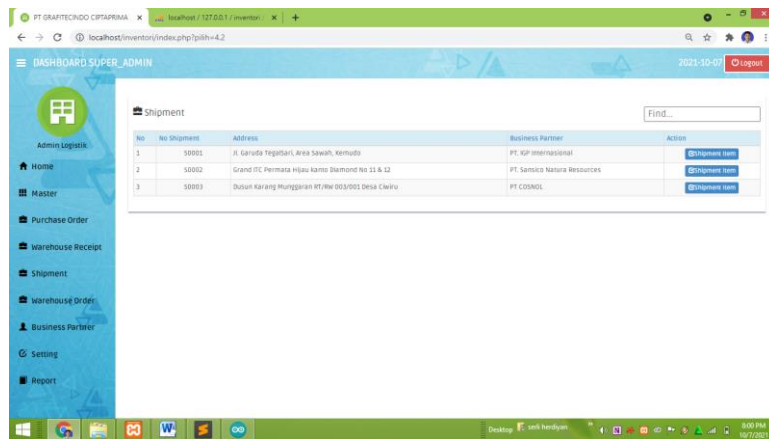 PT GRAFITECINDO CIPTAPRIMA
localhost / 127.0.0.1 / inventori /
localhost/inventori/index.php?pilih=4.2
DASHBOARD SUPER_ADMIN
2021-10-07
Logout
Admin Logistik
Home
Master
Purchase Order
Warehouse Receipt
Shipment
Warehouse Order
Business Partner
Setting
Report
Shipment
Find...
No No Shipment Address Business Partner Action
1 S0001 Jl. Garuda Tegalsari, Area Sawah, Kemudo PT. IGP Internasional Shipment Item
2 S0002 Grand ITC Permata Hijau Kanto Diamond No 11 & 12 PT. Samsico Natura Resources Shipment Item
3 S0003 Dusun Karang Munggaran RT/RW 003/001 Desa Ciwiru PT COSNOL Shipment Item
Desktop
serli herdiyan
8:00 PM
10/7/2021